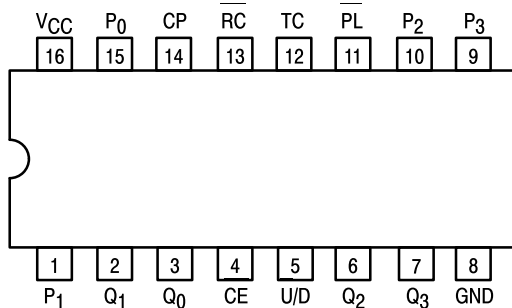 VCC P0 CP RC TC PL P2 P3
16 15 14 13 12 11 10 9
1 2 3 4 5 6 7 8
P1 Q1 Q0 CE U/D Q2 Q3 GND